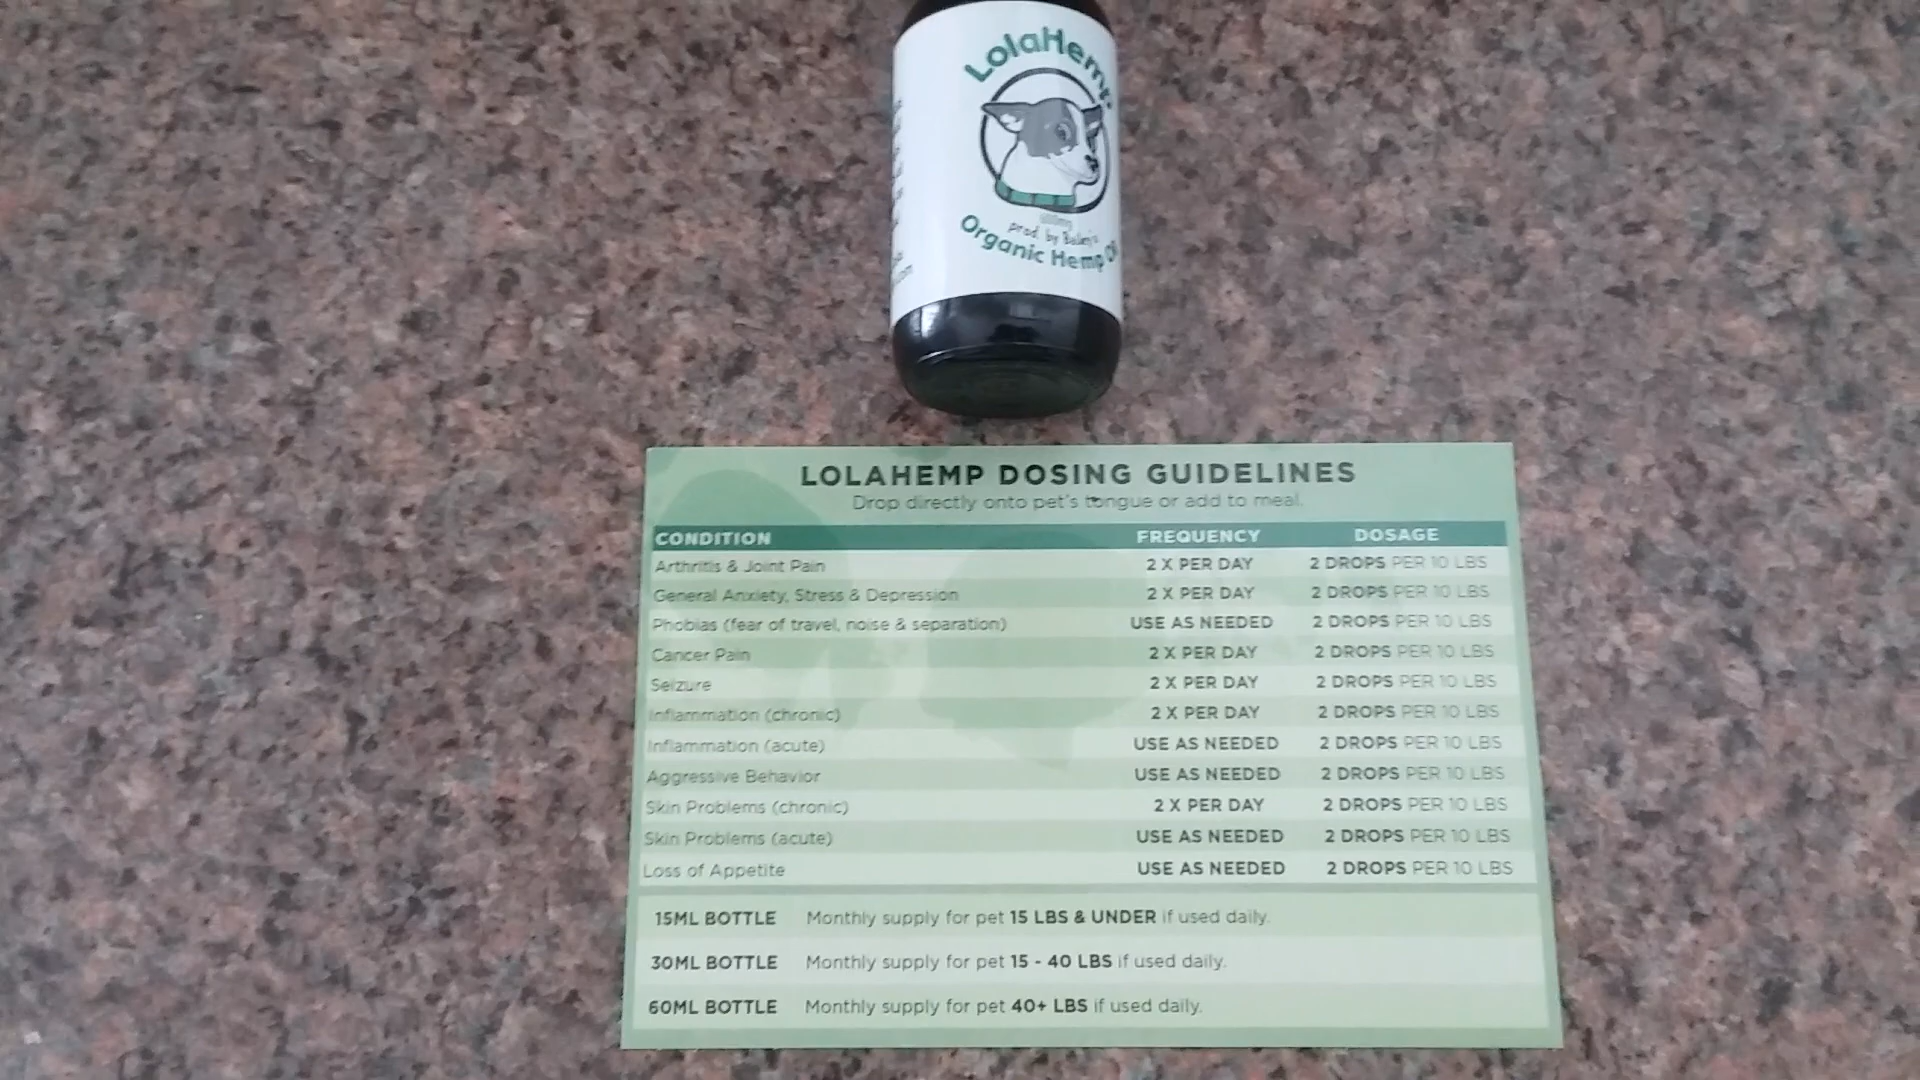 LolaHemp
600mg
prod. by Bailey's
Organic Hemp Oil
LOLAHEMP DOSING GUIDELINES
Drop directly onto pet's tongue or add to meal.
CONDITION FREQUENCY DOSAGE
Arthritis & Joint Pain 2 X PER DAY 2 DROPS PER 10 LBS
General Anxiety, Stress & Depression 2 X PER DAY 2 DROPS PER 10 LBS
Phobias (fear of travel, noise & separation) USE AS NEEDED 2 DROPS PER 10 LBS
Cancer Pain 2 X PER DAY 2 DROPS PER 10 LBS
Seizure 2 X PER DAY 2 DROPS PER 10 LBS
Inflammation (chronic) 2 X PER DAY 2 DROPS PER 10 LBS
Inflammation (acute) USE AS NEEDED 2 DROPS PER 10 LBS
Aggressive Behavior USE AS NEEDED 2 DROPS PER 10 LBS
Skin Problems (chronic) 2 X PER DAY 2 DROPS PER 10 LBS
Skin Problems (acute) USE AS NEEDED 2 DROPS PER 10 LBS
Loss of Appetite USE AS NEEDED 2 DROPS PER 10 LBS
15ML BOTTLE Monthly supply for pet 15 LBS & UNDER if used daily.
30ML BOTTLE Monthly supply for pet 15 - 40 LBS if used daily.
60ML BOTTLE Monthly supply for pet 40+ LBS if used daily.